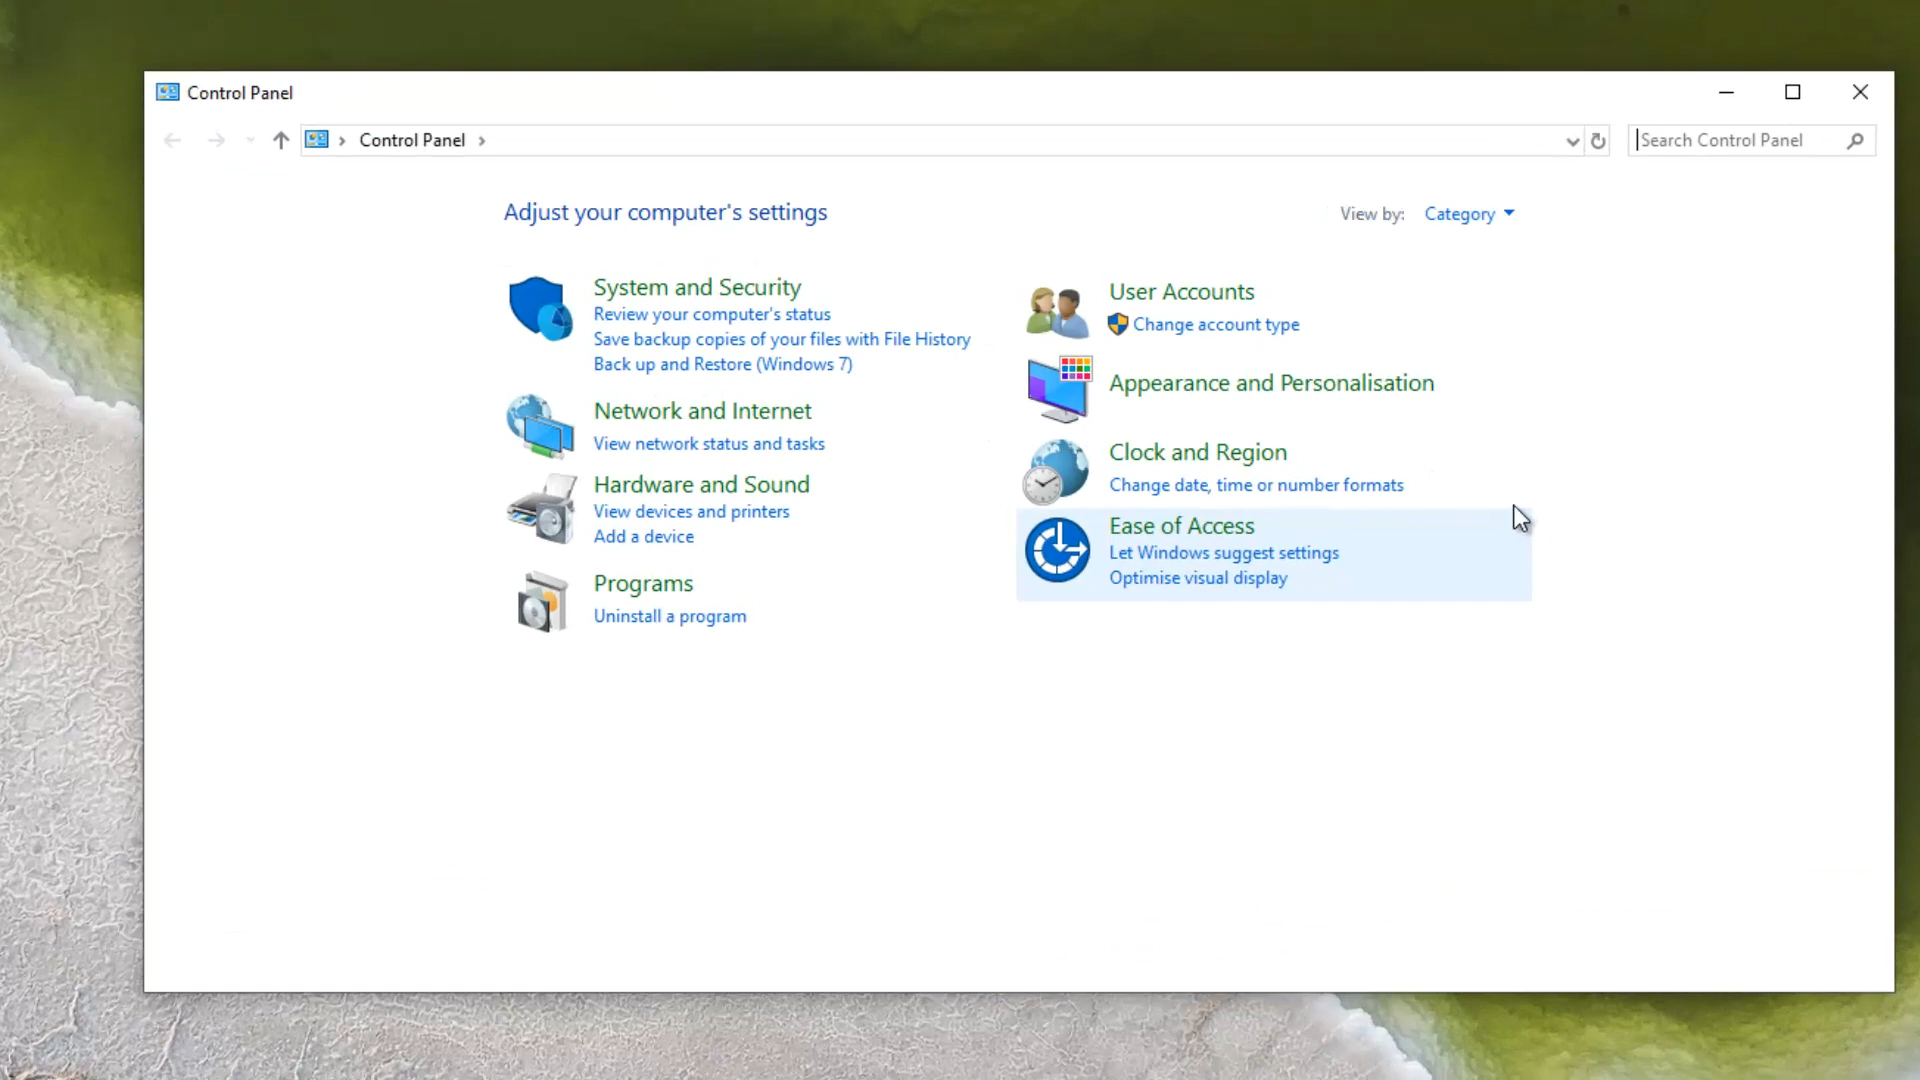 Control Panel
Control Panel
Search Control Panel
Adjust your computer's settings
View by: Category
System and Security
Review your computer's status
Save backup copies of your files with File History
Back up and Restore (Windows 7)
Network and Internet
View network status and tasks
Hardware and Sound
View devices and printers
Add a device
Programs
Uninstall a program
User Accounts
Change account type
Appearance and Personalisation
Clock and Region
Change date, time or number formats
Ease of Access
Let Windows suggest settings
Optimise visual display